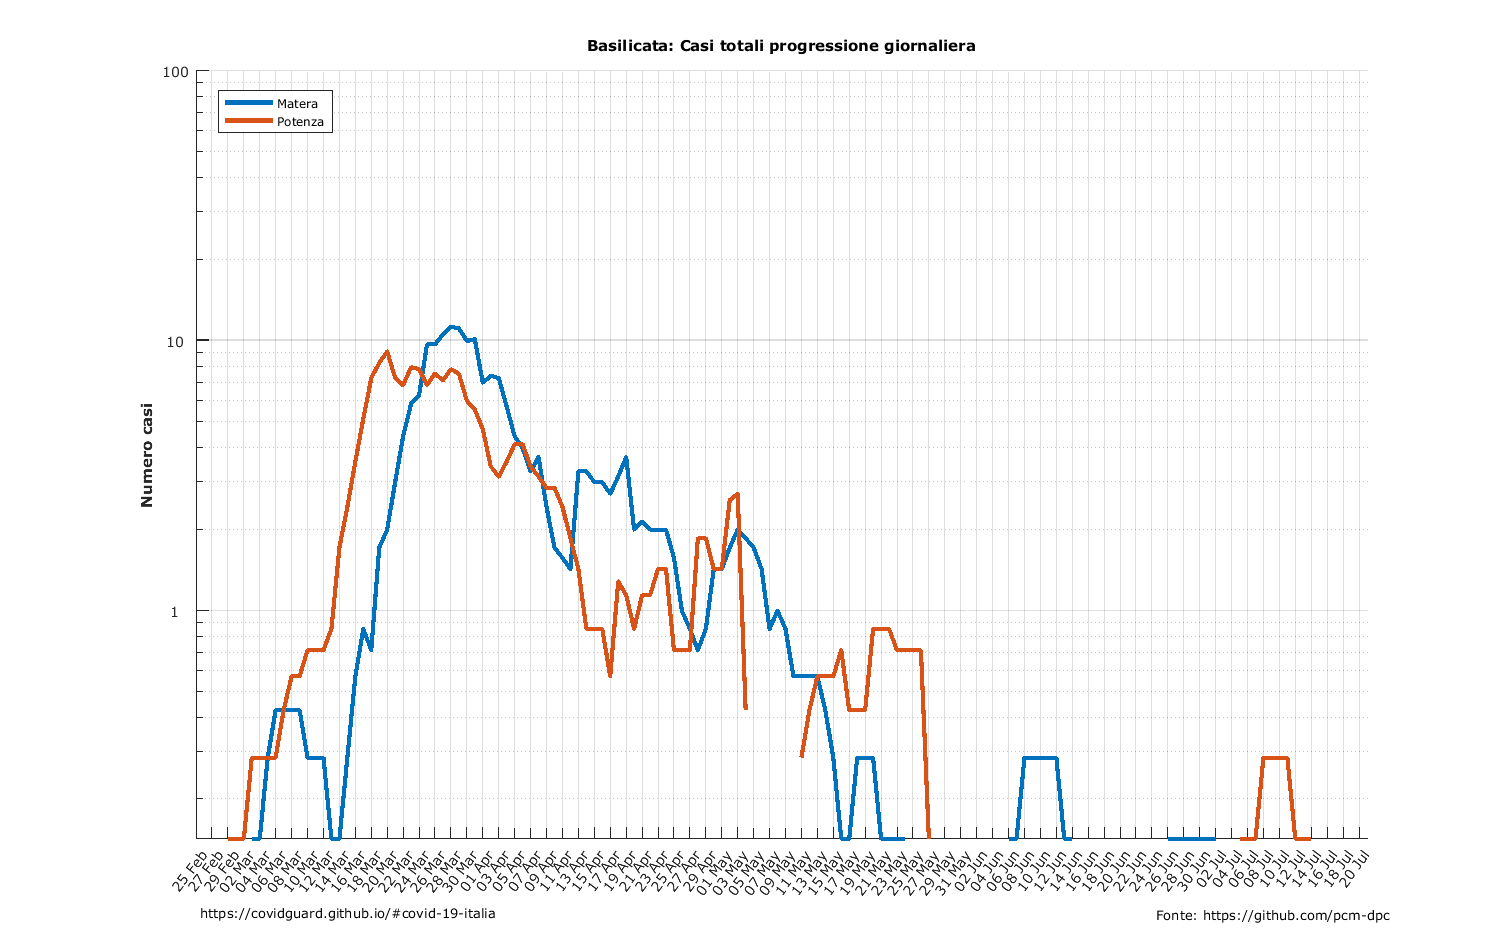 Basilicata: Casi totali progressione giornaliera
100
10
1
Numero casi
Matera
Potenza
25 Feb
27 Feb
29 Feb
02 Mar
04 Mar
06 Mar
08 Mar
10 Mar
12 Mar
14 Mar
16 Mar
18 Mar
20 Mar
22 Mar
24 Mar
26 Mar
28 Mar
30 Mar
01 Apr
03 Apr
05 Apr
07 Apr
09 Apr
11 Apr
13 Apr
15 Apr
17 Apr
19 Apr
21 Apr
23 Apr
25 Apr
27 Apr
29 Apr
01 May
03 May
05 May
07 May
09 May
11 May
13 May
15 May
17 May
19 May
21 May
23 May
25 May
27 May
29 May
31 May
02 Jun
04 Jun
06 Jun
08 Jun
10 Jun
12 Jun
14 Jun
16 Jun
18 Jun
20 Jun
22 Jun
24 Jun
26 Jun
28 Jun
30 Jun
02 Jul
04 Jul
06 Jul
08 Jul
10 Jul
12 Jul
14 Jul
16 Jul
18 Jul
20 Jul
https://covidguard.github.io/#covid-19-italia
Fonte: https://github.com/pcm-dpc